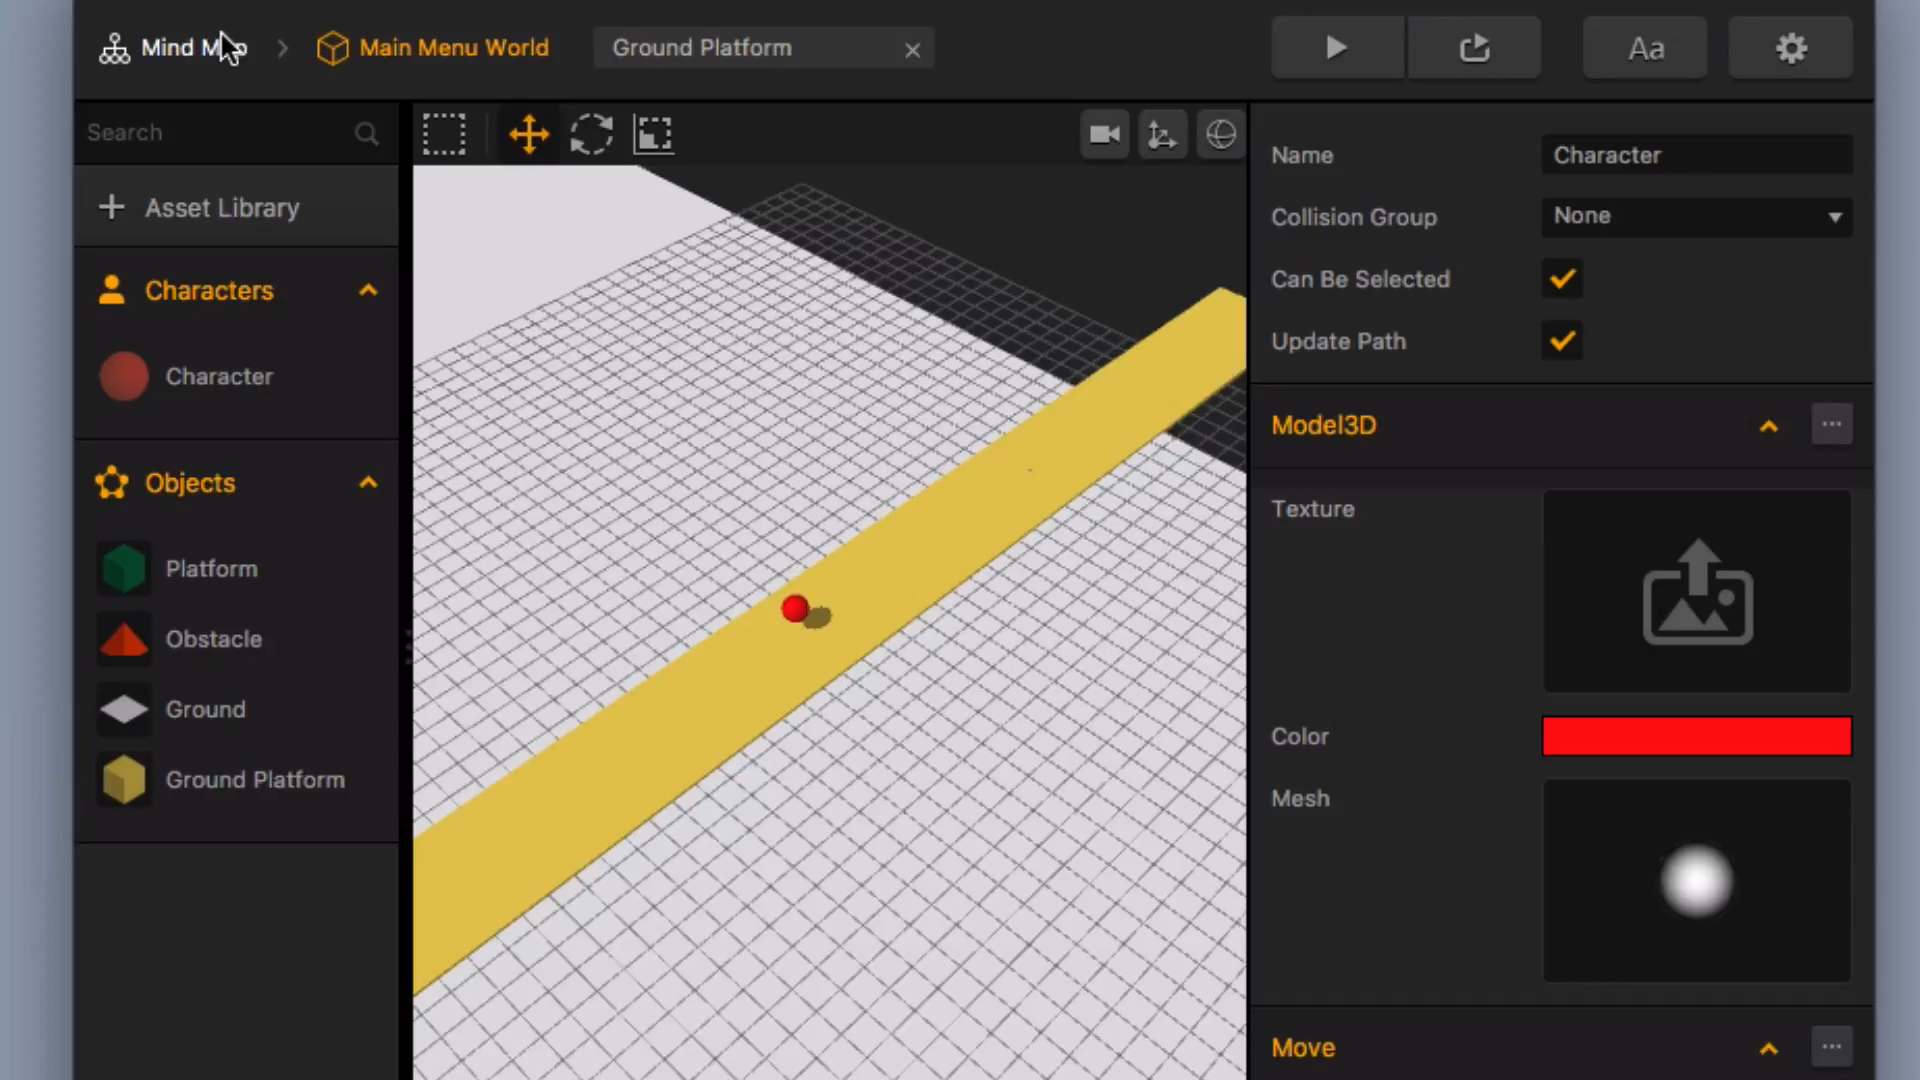 Mind Map
Main Menu World
Ground Platform
Aa
Search
Asset Library
Characters
Character
Objects
Platform
Obstacle
Ground
Ground Platform
Name
Character
Collision Group
None
Can Be Selected
Update Path
Model3D
Texture
Color
Mesh
Move